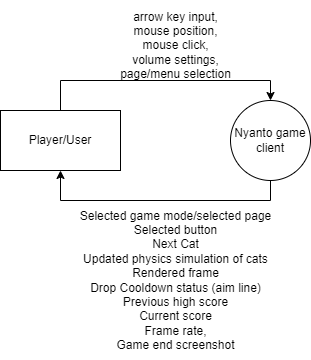 arrow key input,
mouse position,
mouse click,
volume settings,
page/menu selection
Player/User
Nyanto game
client
Selected game mode/selected page
Selected button
Next Cat
Updated physics simulation of cats
Rendered frame
Drop Cooldown status (aim line)
Previous high score
Current score
Frame rate,
Game end screenshot